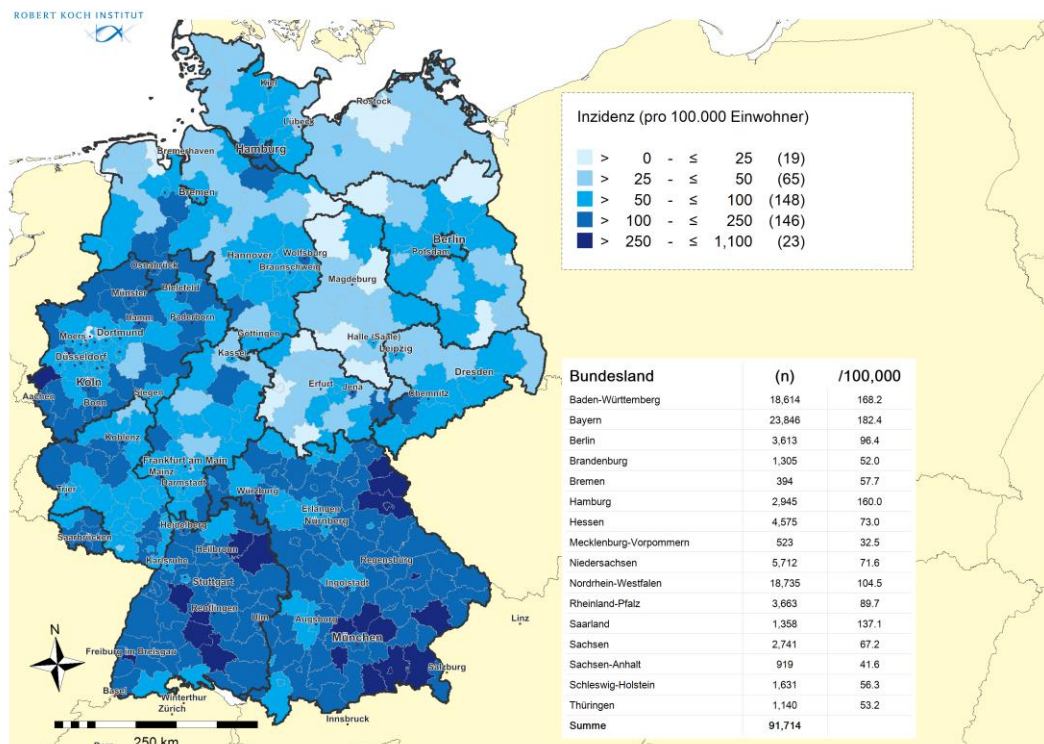 ROBERT KOCH INSTITUT
Kiel
Rostock
Lübeck
Bremerhaven
Hamburg
Bremen
Berlin
Potsdam
Hannover
Wolfsburg
Braunschweig
Osnabrück
Magdeburg
Münster
Bielefeld
Hamm
Paderborn
Moers
Dortmund
Göttingen
Halle (Saale)
Leipzig
Düsseldorf
Kassel
Köln
Dresden
Erfurt
Jena
Chemnitz
Aachen
Bonn
Siegen
Koblenz
Frankfurt am Main
Mainz
Darmstadt
Würzburg
Trier
Erlangen
Nürnberg
Heidelberg
Saarbrücken
Heilbronn
Karlsruhe
Regensburg
Stuttgart
Ingolstadt
Reutlingen
Ulm
Augsburg
München
Linz
Freiburg im Breisgau
Salzburg
Basel
Winterthur
Zürich
Innsbruck
N
250 km
Inzidenz (pro 100.000 Einwohner)
> 0 - ≤ 25 (19)
> 25 - ≤ 50 (65)
> 50 - ≤ 100 (148)
> 100 - ≤ 250 (146)
> 250 - ≤ 1,100 (23)
Bundesland (n) /100,000
Baden-Württemberg 18,614 168.2
Bayern 23,846 182.4
Berlin 3,613 96.4
Brandenburg 1,305 52.0
Bremen 394 57.7
Hamburg 2,945 160.0
Hessen 4,575 73.0
Mecklenburg-Vorpommern 523 32.5
Niedersachsen 5,712 71.6
Nordrhein-Westfalen 18,735 104.5
Rheinland-Pfalz 3,663 89.7
Saarland 1,358 137.1
Sachsen 2,741 67.2
Sachsen-Anhalt 919 41.6
Schleswig-Holstein 1,631 56.3
Thüringen 1,140 53.2
Summe 91,714